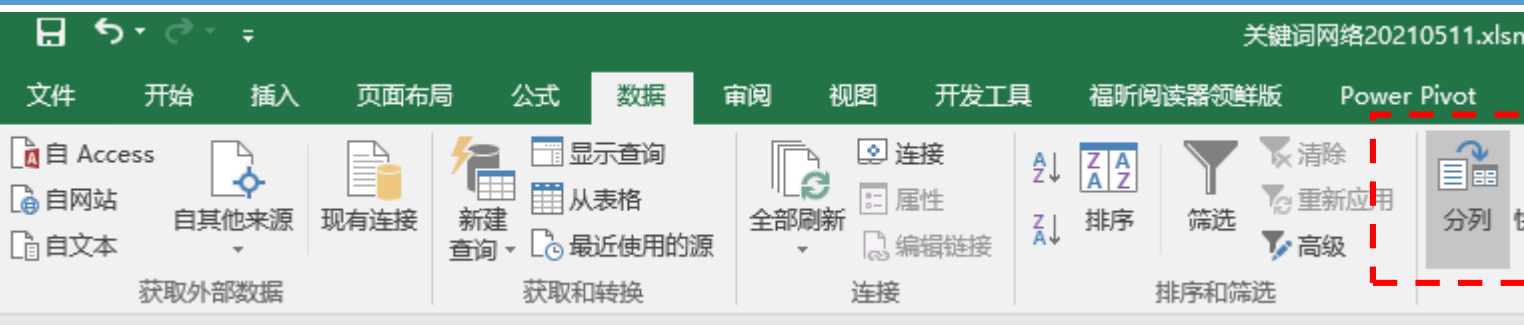 关键词网络20210511.xlsm
文件 开始 插入 页面布局 公式 数据 审阅 视图 开发工具 福昕阅读器领鲜版 Power Pivot
自 Access
自网站
自文本
自其他来源
现有连接
获取外部数据
新建
查询
显示查询
从表格
最近使用的源
获取和转换
全部刷新
连接
属性
编辑链接
连接
排序
筛选
清除
重新应用
高级
排序和筛选
分列